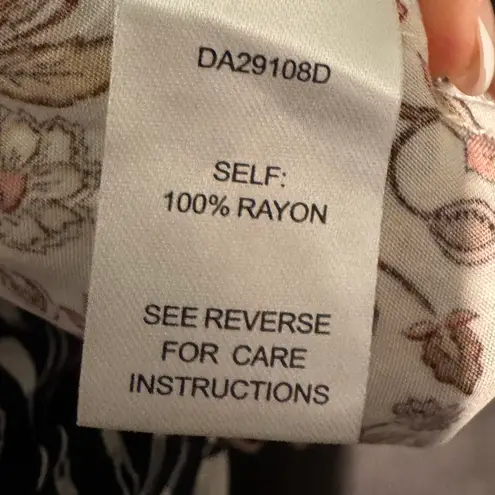 DA29108D
SELF:
100% RAYON
SEE REVERSE
FOR CARE
INSTRUCTIONS